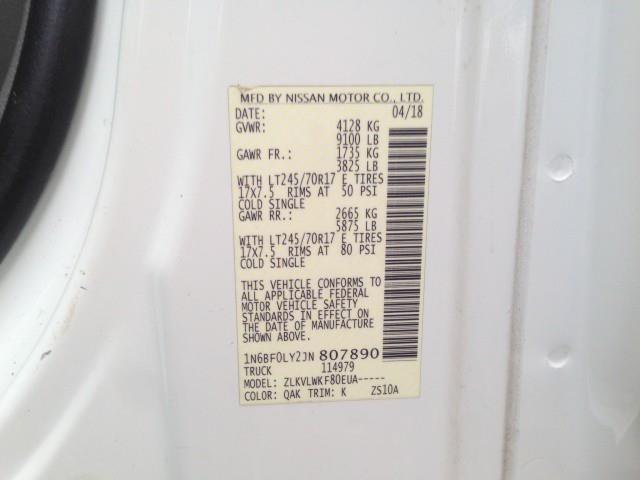 MFD BY NISSAN MOTOR CO., LTD.
DATE: 04/18
GVWR: 4128 KG
9100 LB
GAWR FR.: 1735 KG
3825 LB
WITH LT245/70R17 E TIRES
17X7.5 RIMS AT 50 PSI
COLD SINGLE
GAWR RR.: 2665 KG
5875 LB
WITH LT245/70R17 E TIRES
17X7.5 RIMS AT 80 PSI
COLD SINGLE
THIS VEHICLE CONFORMS TO
ALL APPLICABLE FEDERAL
MOTOR VEHICLE SAFETY
STANDARDS IN EFFECT ON
THE DATE OF MANUFACTURE
1N6BF0LY2JN 807890
TRUCK 114979
MODEL: ZLKVLWKF80EUA-----
COLOR: QAK TRIM: K ZS10A